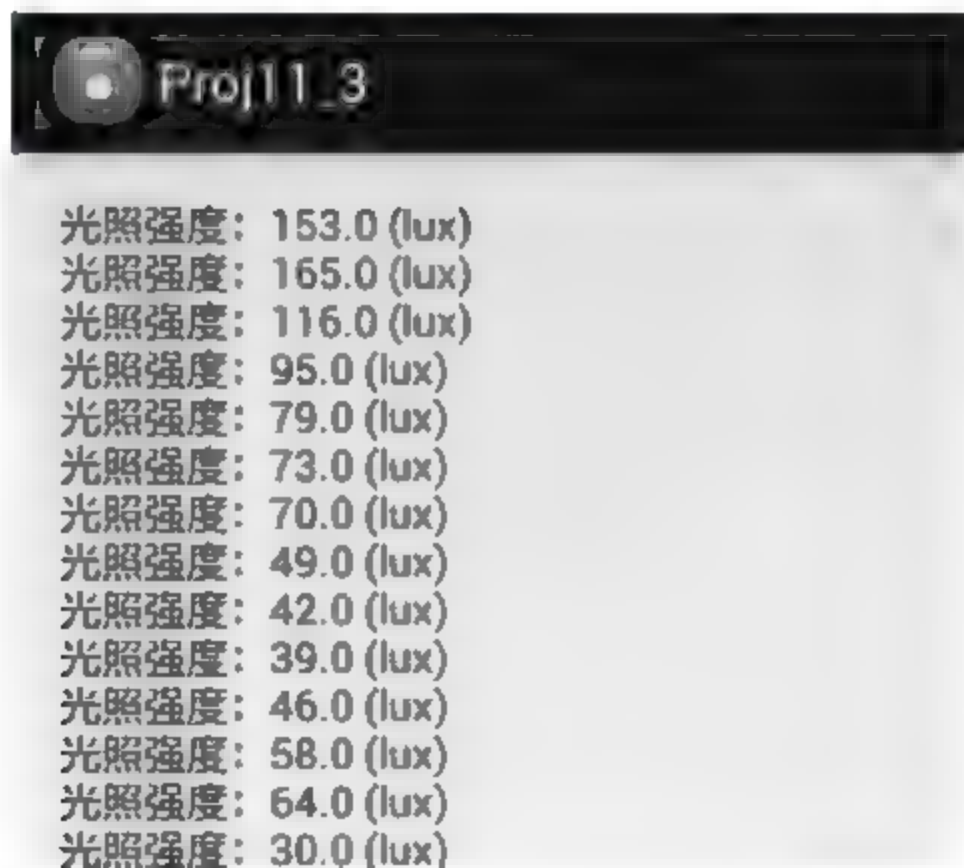 Proj11_3
光照强度：153.0 (lux)
光照强度：165.0 (lux)
光照强度：116.0 (lux)
光照强度：95.0 (lux)
光照强度：79.0 (lux)
光照强度：73.0 (lux)
光照强度：70.0 (lux)
光照强度：49.0 (lux)
光照强度：42.0 (lux)
光照强度：39.0 (lux)
光照强度：46.0 (lux)
光照强度：58.0 (lux)
光照强度：64.0 (lux)
光照强度：30.0 (lux)